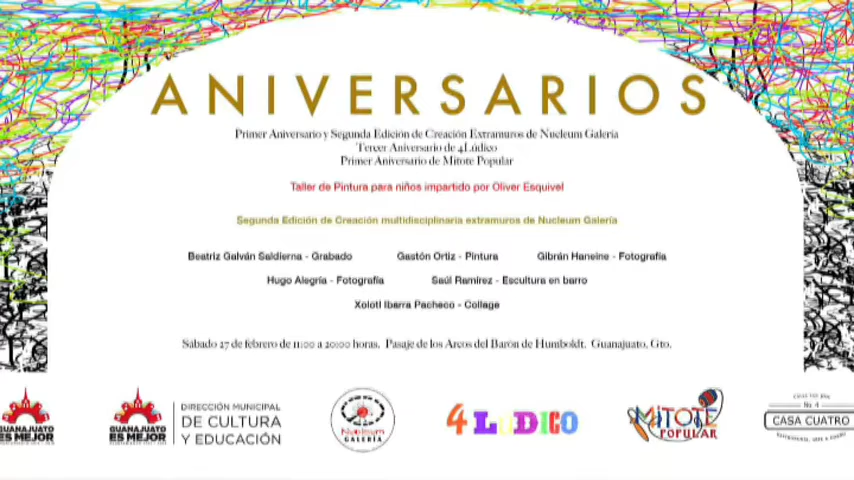 ANIVERSARIOS
Primer Aniversario y Segunda Edición de Creación Extramuros de Nucleum Galería
Tercer Aniversario de 4Lúdico
Primer Aniversario de Mitote Popular
Taller de Pintura para niños impartido por Oliver Esquivel
Segunda Edición de Creación multidisciplinaria extramuros de Nucleum Galería
Beatriz Galván Saldierna - Grabado Gastón Ortiz - Pintura Gibrán Haneine - Fotografía
Hugo Alegría - Fotografía Saúl Ramírez - Escultura en barro
Xolotl Ibarra Pacheco - Collage
Sábado 27 de febrero de 11:00 a 20:00 horas. Pasaje de los Arcos del Barón de Humboldt. Guanajuato, Gto.
GUANAJUATO
ES MEJOR
GUANAJUATO
ES MEJOR
DIRECCIÓN MUNICIPAL
DE CULTURA
Y EDUCACIÓN
Nucleum
GALERÍA
4LÚDICO
MITOTE
POPULAR
No 4
CASA CUATRO